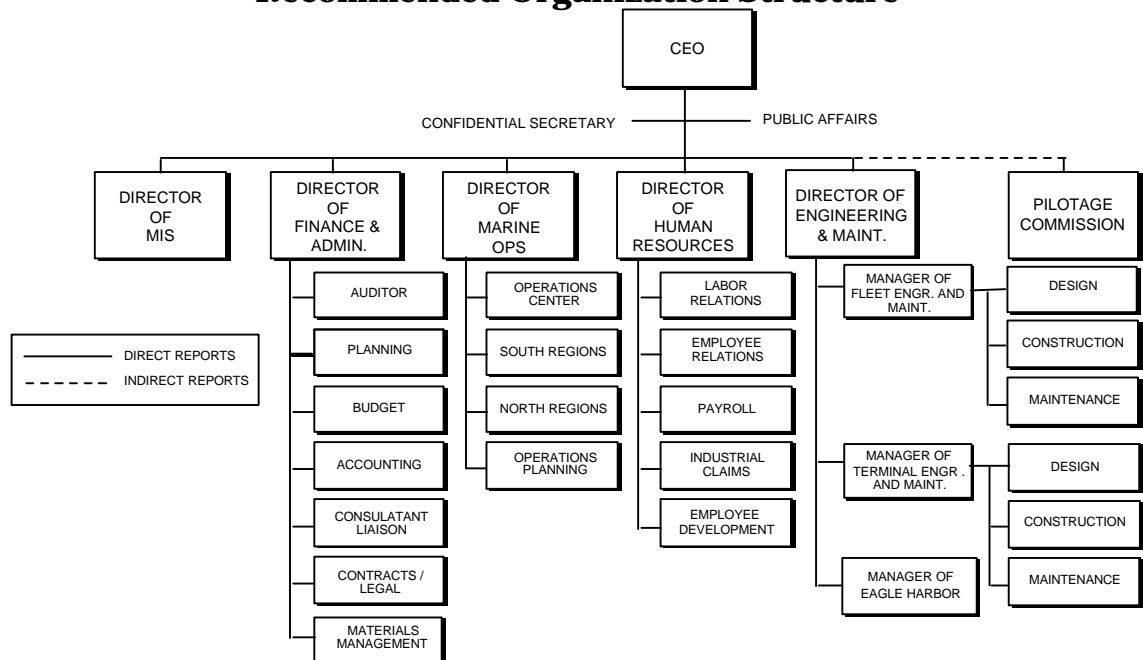 Recommended Organization Structure
CEO
CONFIDENTIAL SECRETARY
PUBLIC AFFAIRS
DIRECTOR
OF
MIS
DIRECTOR
OF
FINANCE &
ADMIN.
DIRECTOR
OF
MARINE
OPS
DIRECTOR
OF
HUMAN
RESOURCES
DIRECTOR OF
ENGINEERING
& MAINT.
PILOTAGE
COMMISSION
AUDITOR
PLANNING
BUDGET
ACCOUNTING
CONSULATANT
LIAISON
CONTRACTS /
LEGAL
MATERIALS
MANAGEMENT
OPERATIONS
CENTER
SOUTH REGIONS
NORTH REGIONS
OPERATIONS
PLANNING
LABOR
RELATIONS
EMPLOYEE
RELATIONS
PAYROLL
INDUSTRIAL
CLAIMS
EMPLOYEE
DEVELOPMENT
MANAGER OF
FLEET ENGR. AND
MAINT.
DESIGN
CONSTRUCTION
MAINTENANCE
MANAGER OF
TERMINAL ENGR .
AND MAINT.
DESIGN
CONSTRUCTION
MAINTENANCE
MANAGER OF
EAGLE HARBOR
DIRECT REPORTS
INDIRECT REPORTS